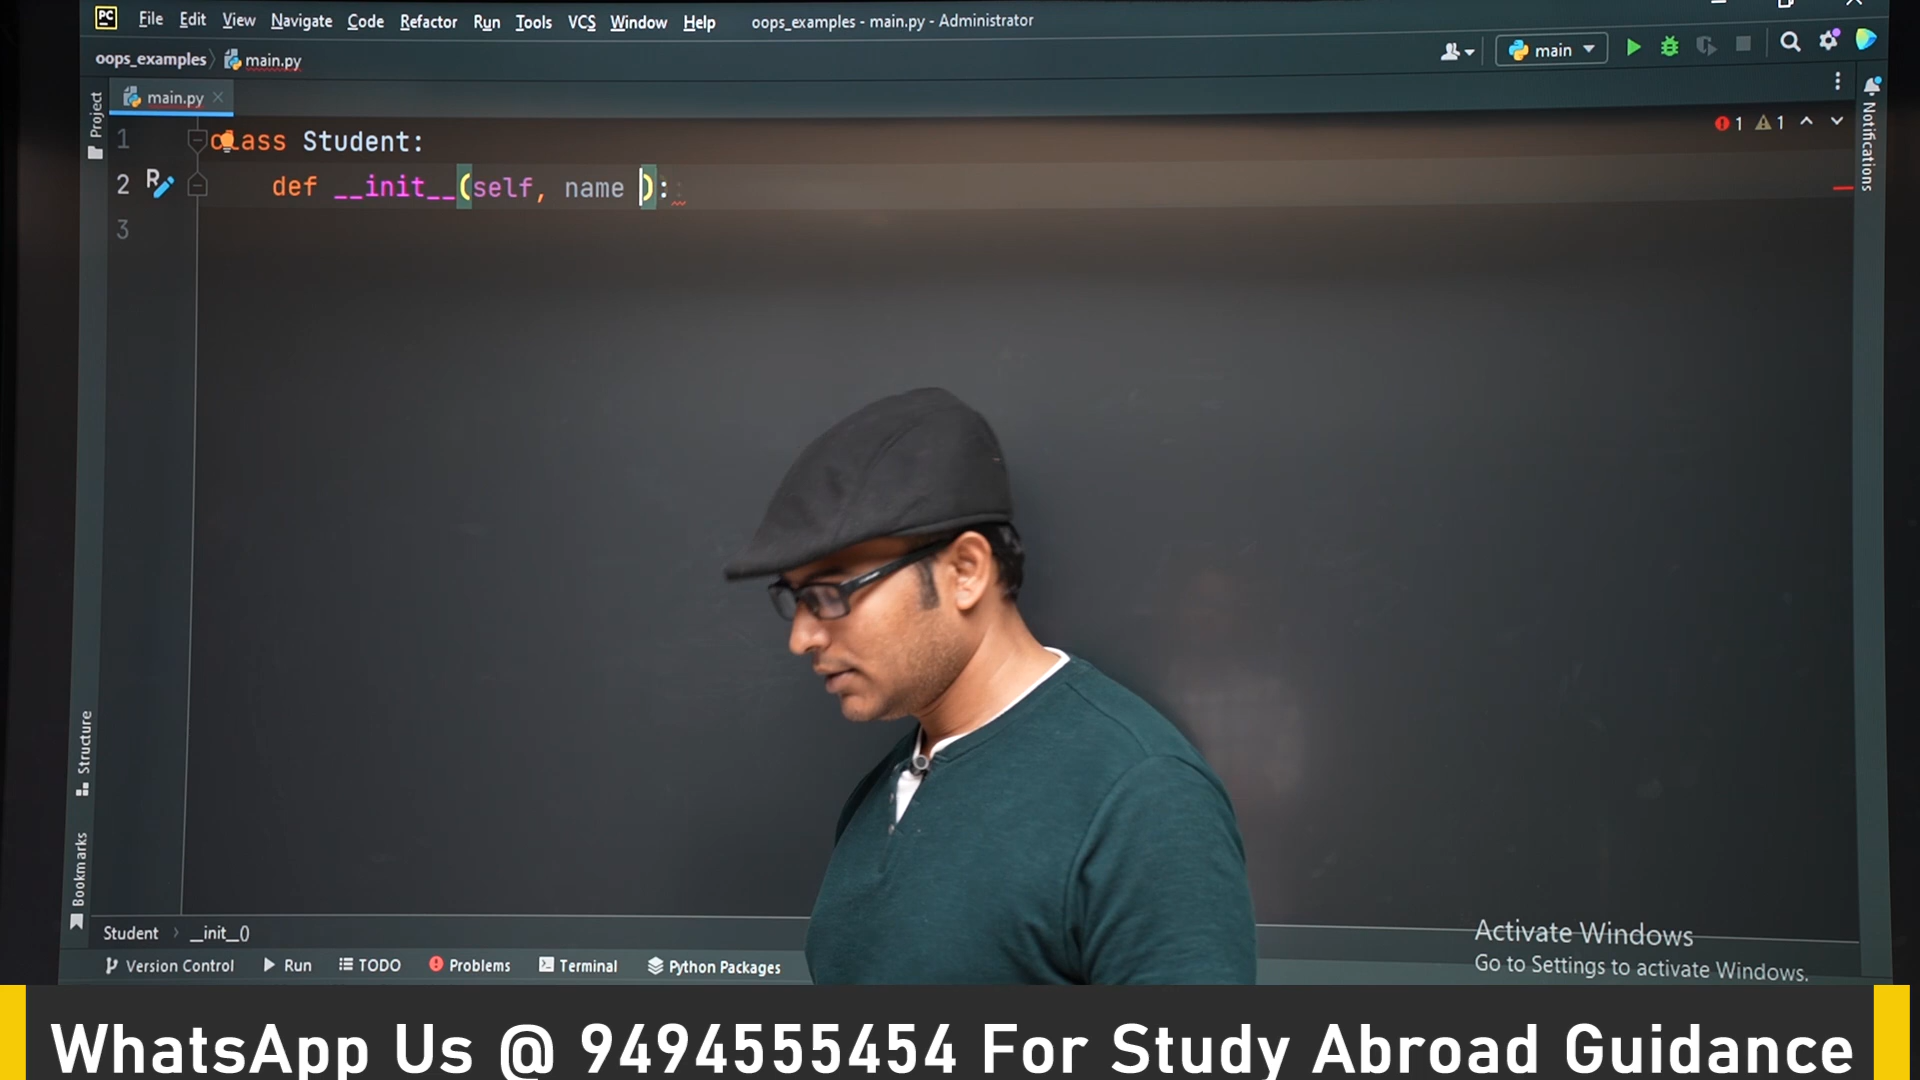 PC File Edit View Navigate Code Refactor Run Tools VCS Window Help oops_examples - main.py - Administrator
oops_examples main.py main
Project
main.py
1 1
Notifications
1 class Student:
2 def __init__(self, name ):
3
Structure
Bookmarks
Student > __init__()
Version Control Run TODO Problems Terminal Python Packages
Activate Windows
Go to Settings to activate Windows.
WhatsApp Us @ 9494555454 For Study Abroad Guidance